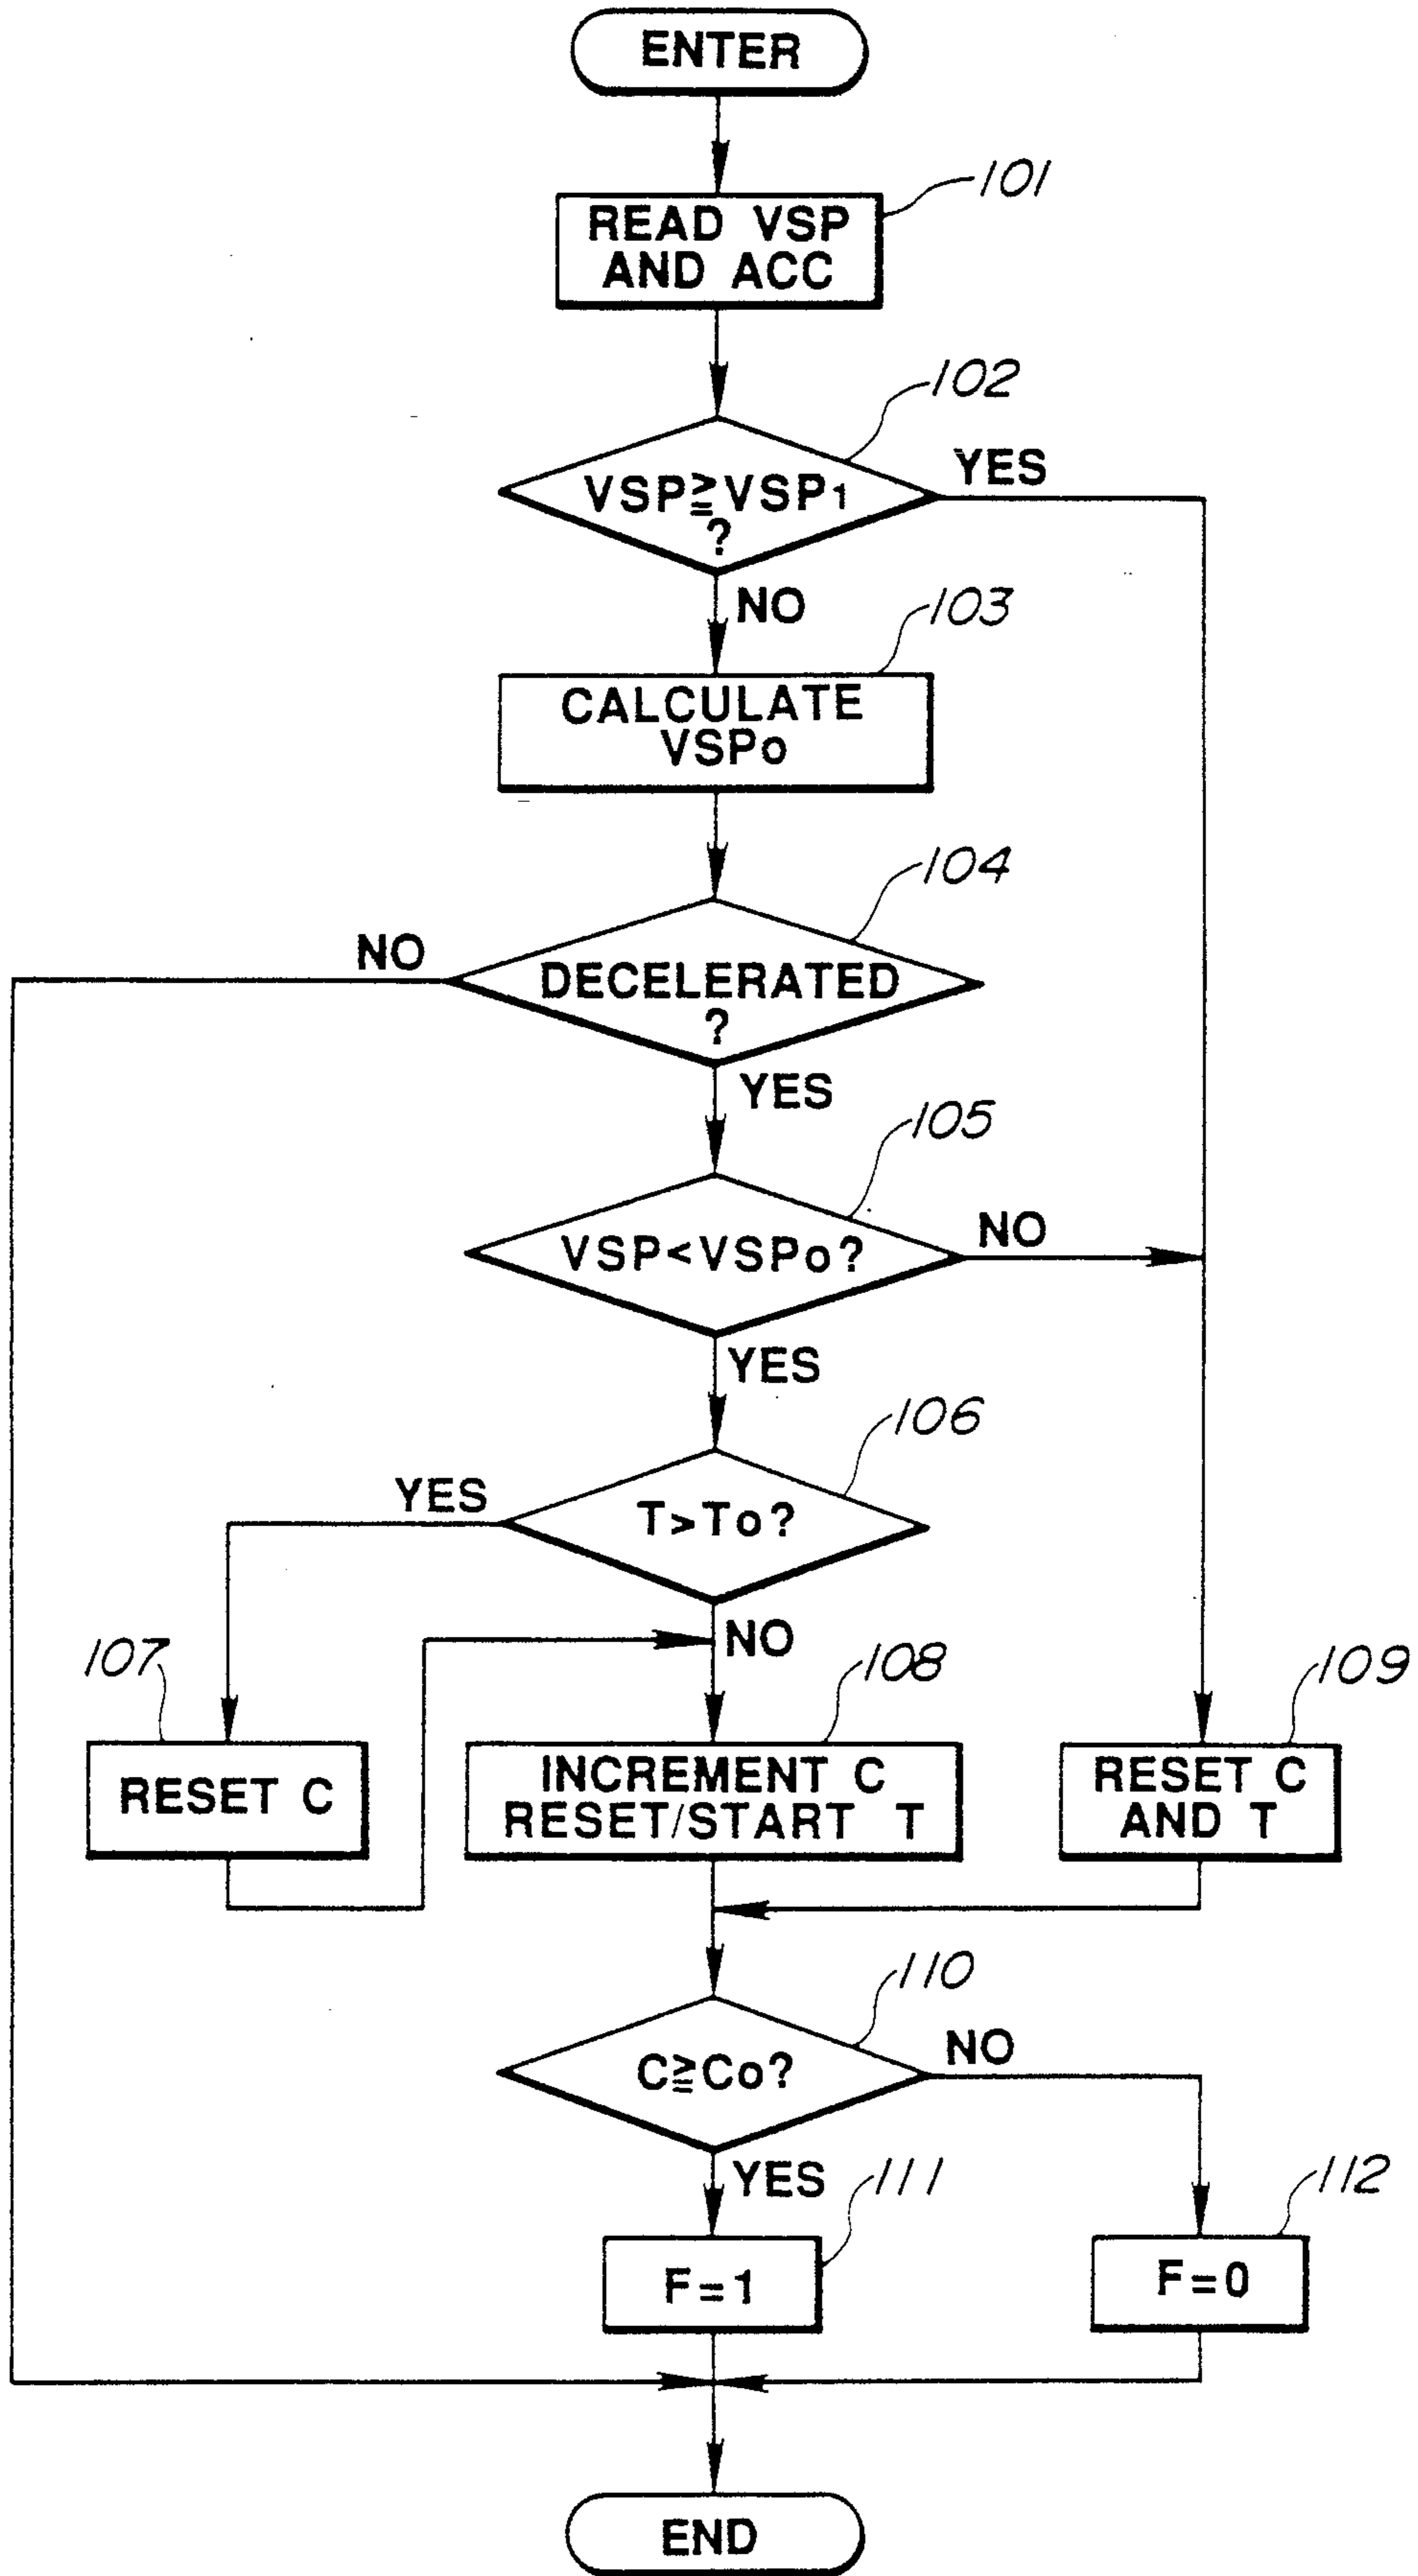 ENTER
101
READ VSP
AND ACC
102
VSP≧VSP1
?
YES
NO
103
CALCULATE
VSPo
104
NO
DECELERATED
?
YES
105
VSP<VSPo?
NO
YES
106
YES
T>To?
NO
107
108
109
RESET C
INCREMENT C
RESET/START T
RESET C
AND T
110
C≧Co?
NO
YES
111
112
F=1
F=0
END